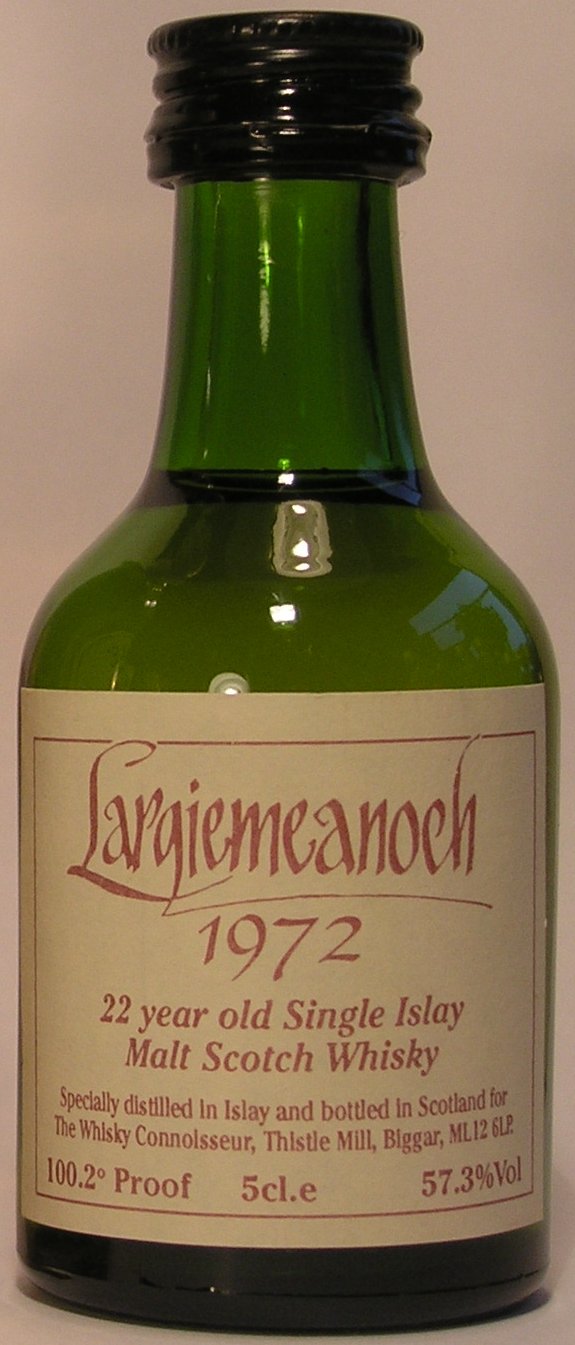 Largiemeanoch
1972
22 year old Single Islay
Malt Scotch Whisky
Specially distilled in Islay and bottled in Scotland for
The Whisky Connoisseur, Thistle Mill, Biggar, ML12 6LP.
100.2° Proof 5cl.e 57.3%Vol